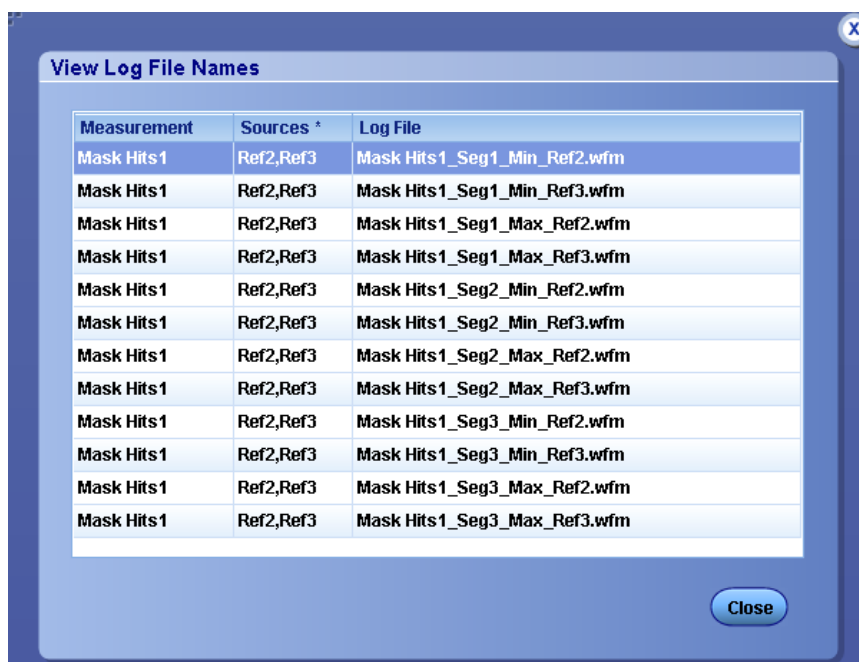 X
View Log File Names
Measurement Sources * Log File
Mask Hits1 Ref2,Ref3 Mask Hits1_Seg1_Min_Ref2.wfm
Mask Hits1 Ref2,Ref3 Mask Hits1_Seg1_Min_Ref3.wfm
Mask Hits1 Ref2,Ref3 Mask Hits1_Seg1_Max_Ref2.wfm
Mask Hits1 Ref2,Ref3 Mask Hits1_Seg1_Max_Ref3.wfm
Mask Hits1 Ref2,Ref3 Mask Hits1_Seg2_Min_Ref2.wfm
Mask Hits1 Ref2,Ref3 Mask Hits1_Seg2_Min_Ref3.wfm
Mask Hits1 Ref2,Ref3 Mask Hits1_Seg2_Max_Ref2.wfm
Mask Hits1 Ref2,Ref3 Mask Hits1_Seg2_Max_Ref3.wfm
Mask Hits1 Ref2,Ref3 Mask Hits1_Seg3_Min_Ref2.wfm
Mask Hits1 Ref2,Ref3 Mask Hits1_Seg3_Min_Ref3.wfm
Mask Hits1 Ref2,Ref3 Mask Hits1_Seg3_Max_Ref2.wfm
Mask Hits1 Ref2,Ref3 Mask Hits1_Seg3_Max_Ref3.wfm
Close